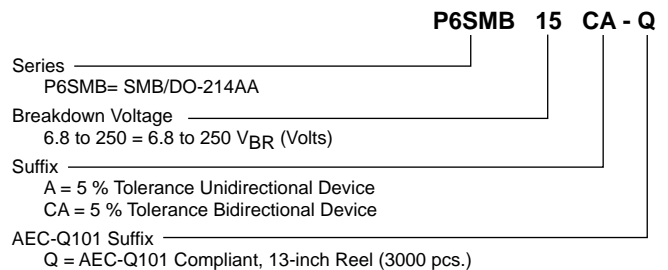 P6SMB 15 CA - Q
Series
P6SMB= SMB/DO-214AA
Breakdown Voltage
6.8 to 250 = 6.8 to 250 VBR (Volts)
Suffix
A = 5 % Tolerance Unidirectional Device
CA = 5 % Tolerance Bidirectional Device
AEC-Q101 Suffix
Q = AEC-Q101 Compliant, 13-inch Reel (3000 pcs.)